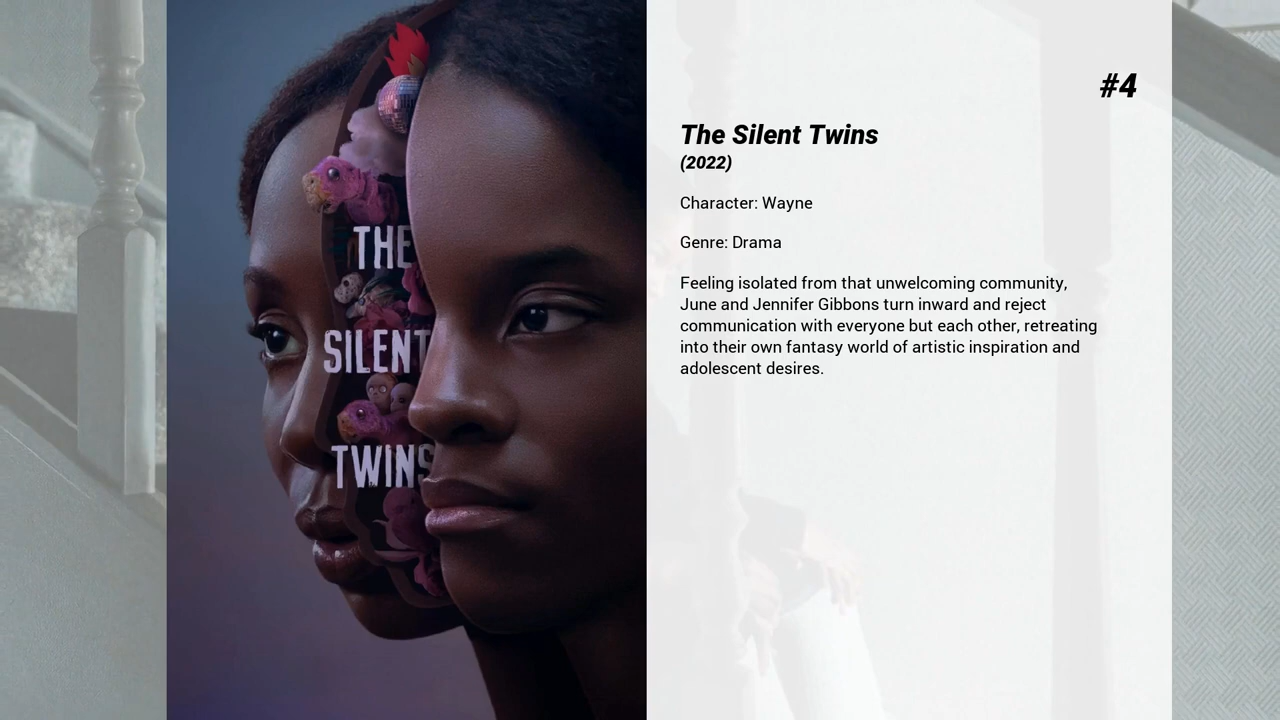 THE
SILENT
TWINS
#4
The Silent Twins
(2022)
Character: Wayne
Genre: Drama
Feeling isolated from that unwelcoming community,
June and Jennifer Gibbons turn inward and reject
communication with everyone but each other, retreating
into their own fantasy world of artistic inspiration and
adolescent desires.